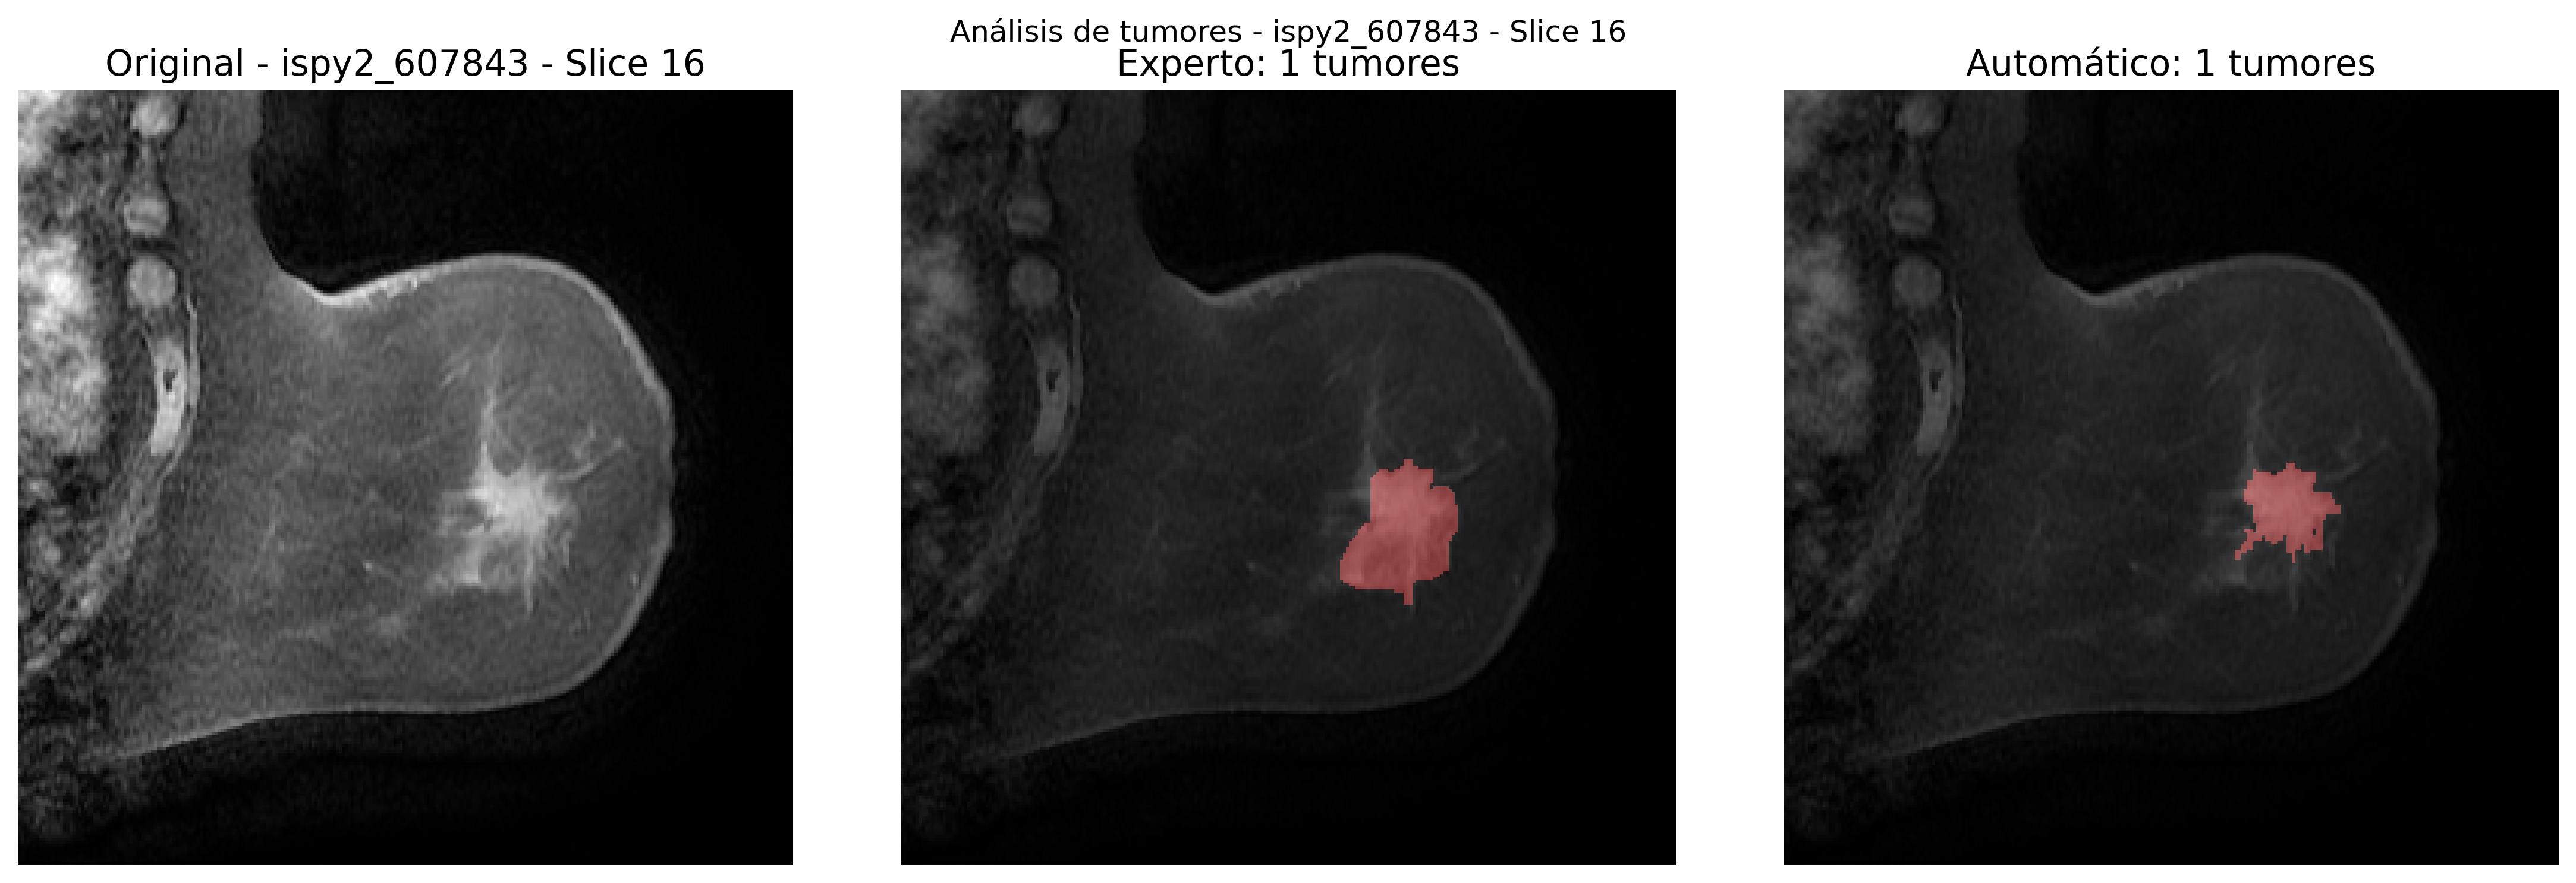 Análisis de tumores - ispy2_607843 - Slice 16
Original - ispy2_607843 - Slice 16
Experto: 1 tumores
Automático: 1 tumores